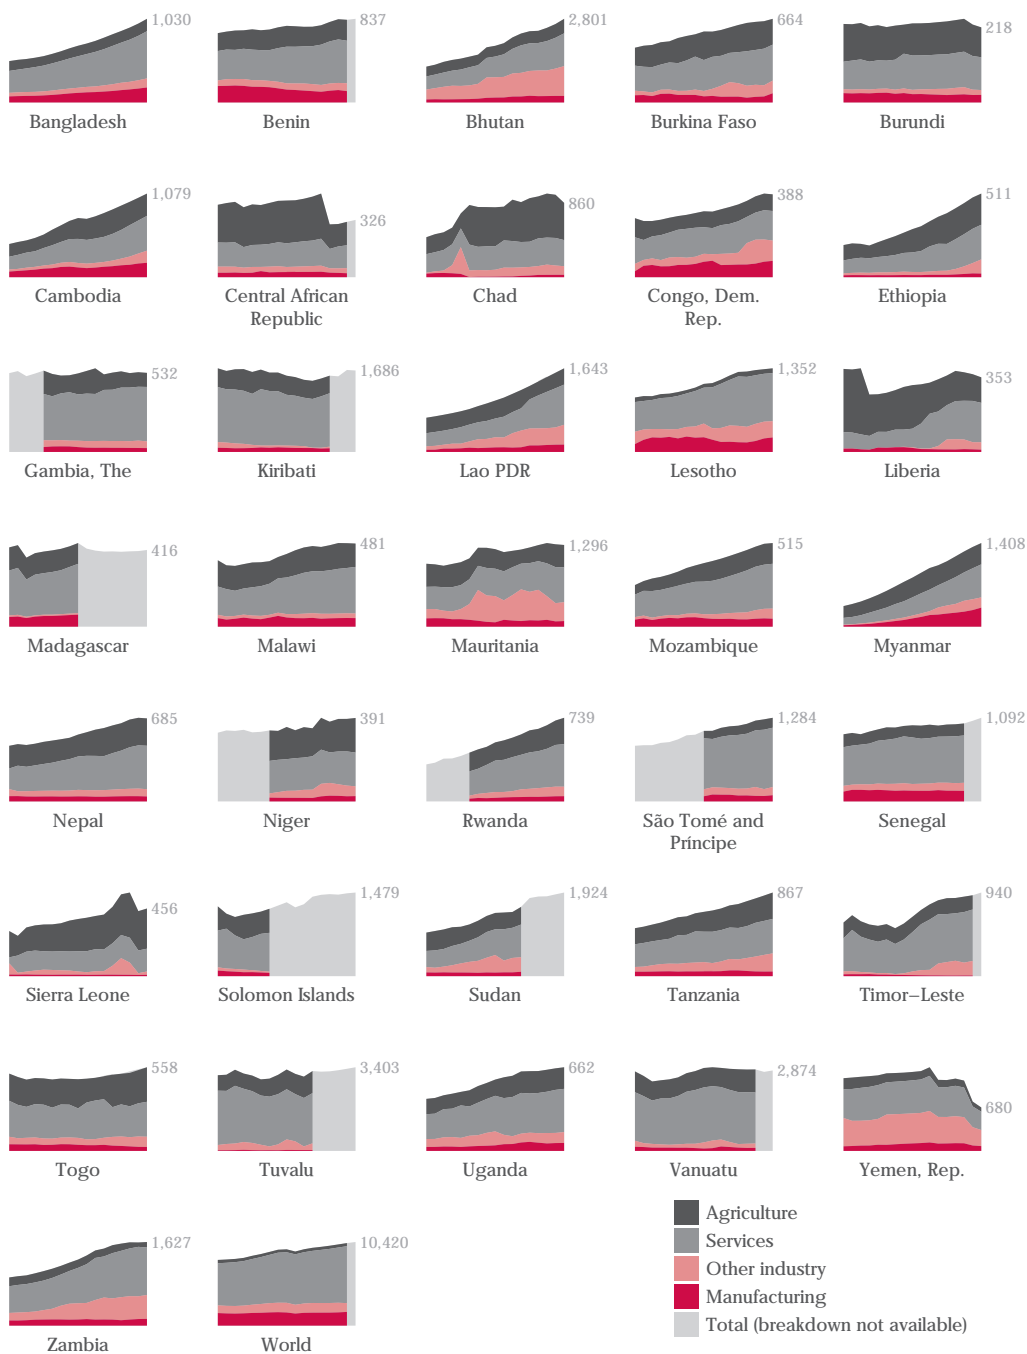 1,030
837
2,801
664
218
Bangladesh
Benin
Bhutan
Burkina Faso
Burundi
1,079
326
860
388
511
Cambodia
Central African
Republic
Chad
Congo, Dem.
Rep.
Ethiopia
532
1,686
1,643
1,352
353
Gambia, The
Kiribati
Lao PDR
Lesotho
Liberia
416
481
1,296
515
1,408
Madagascar
Malawi
Mauritania
Mozambique
Myanmar
685
391
739
1,284
1,092
Nepal
Niger
Rwanda
São Tomé and
Príncipe
Senegal
456
1,479
1,924
867
940
Sierra Leone
Solomon Islands
Sudan
Tanzania
Timor–Leste
558
3,403
662
2,874
680
Togo
Tuvalu
Uganda
Vanuatu
Yemen, Rep.
1,627
10,420
Zambia
World
Agriculture
Services
Other industry
Manufacturing
Total (breakdown not available)